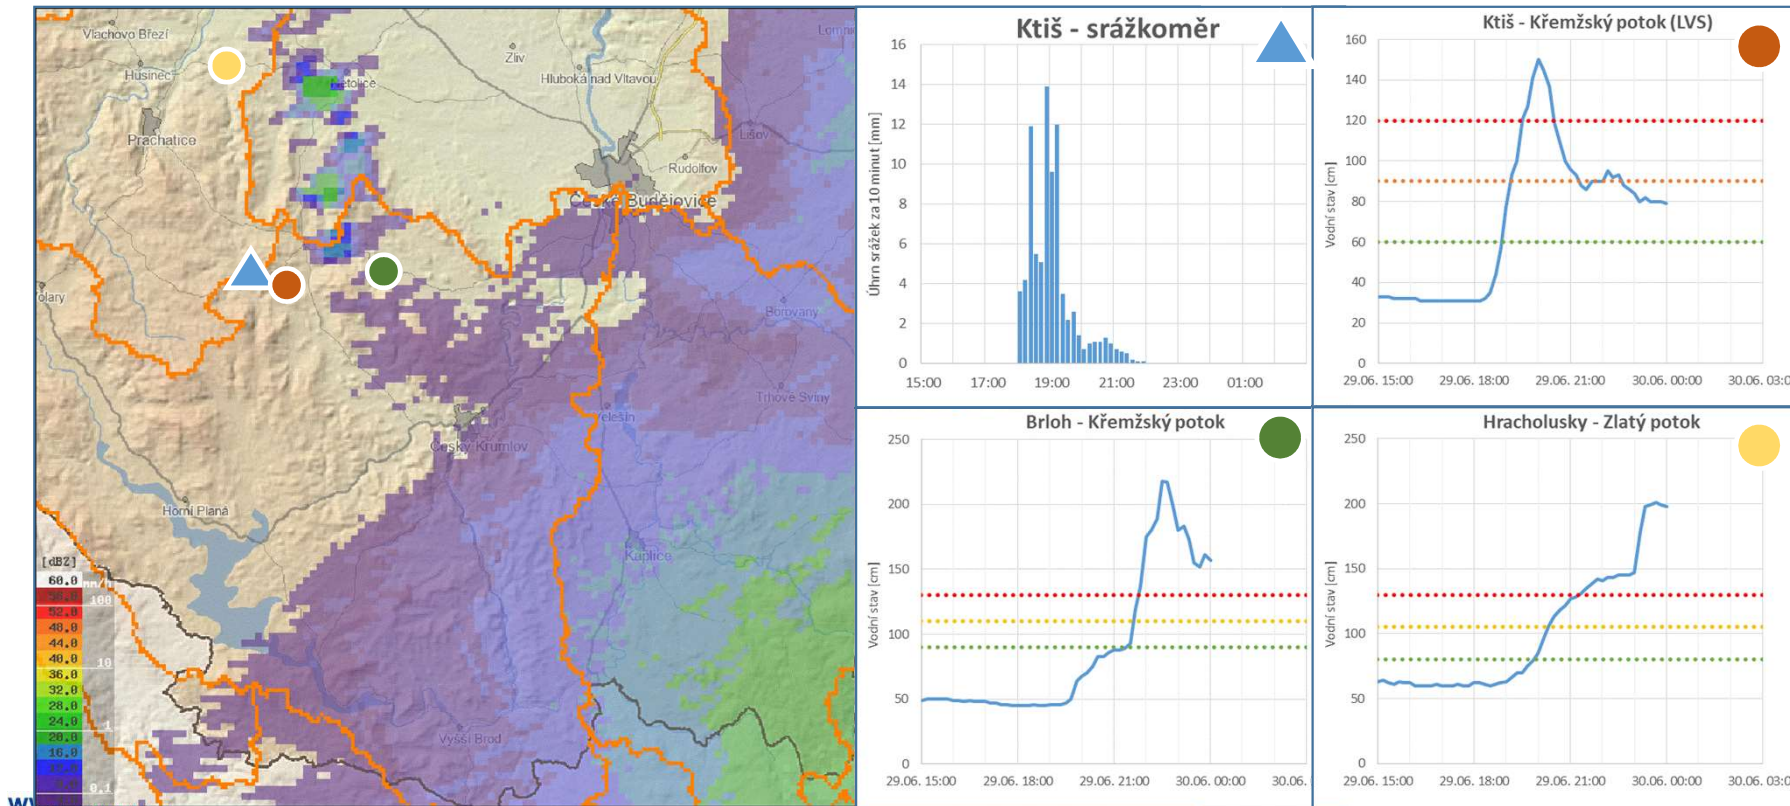 Vlachovo Březí
Husinec
Prachatice
Netolice
Zliv
Hluboká nad Vltavou
Lišov
Rudolfov
České Budějovice
Borovany
Trhové Sviny
Velešín
Český Krumlov
Horní Planá
Kaplice
Vyšší Brod
[dBZ]
60.0
56.0
52.0
48.0
44.0
40.0
36.0
32.0
28.0
24.0
20.0
16.0
mm/h
100
10
1
0.1
Ktiš - srážkoměr
Úhrn srážek za 10 minut [mm]
16
14
12
10
8
6
4
2
0
15:00 17:00 19:00 21:00 23:00 01:00
Ktiš - Křemžský potok (LVS)
Vodní stav [cm]
160
140
120
100
80
60
40
20
0
29.06. 15:00 29.06. 18:00 29.06. 21:00 30.06. 00:00 30.06. 03:0
Brloh - Křemžský potok
Vodní stav [cm]
250
200
150
100
50
0
29.06. 15:00 29.06. 18:00 29.06. 21:00 30.06. 00:00 30.06.
Hracholusky - Zlatý potok
Vodní stav [cm]
250
200
150
100
50
0
29.06. 15:00 29.06. 18:00 29.06. 21:00 30.06. 00:00 30.06. 03:0